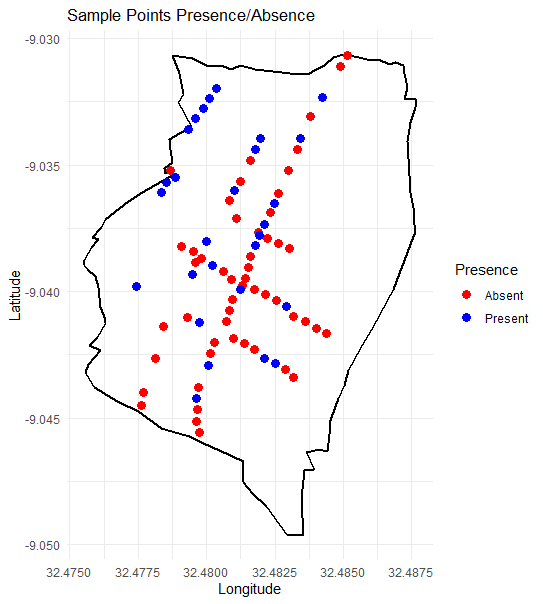 Sample Points Presence/Absence
-9.030
-9.035
-9.040
-9.045
-9.050
Latitude
32.4750 32.4775 32.4800 32.4825 32.4850 32.4875
Longitude
Presence
Absent
Present